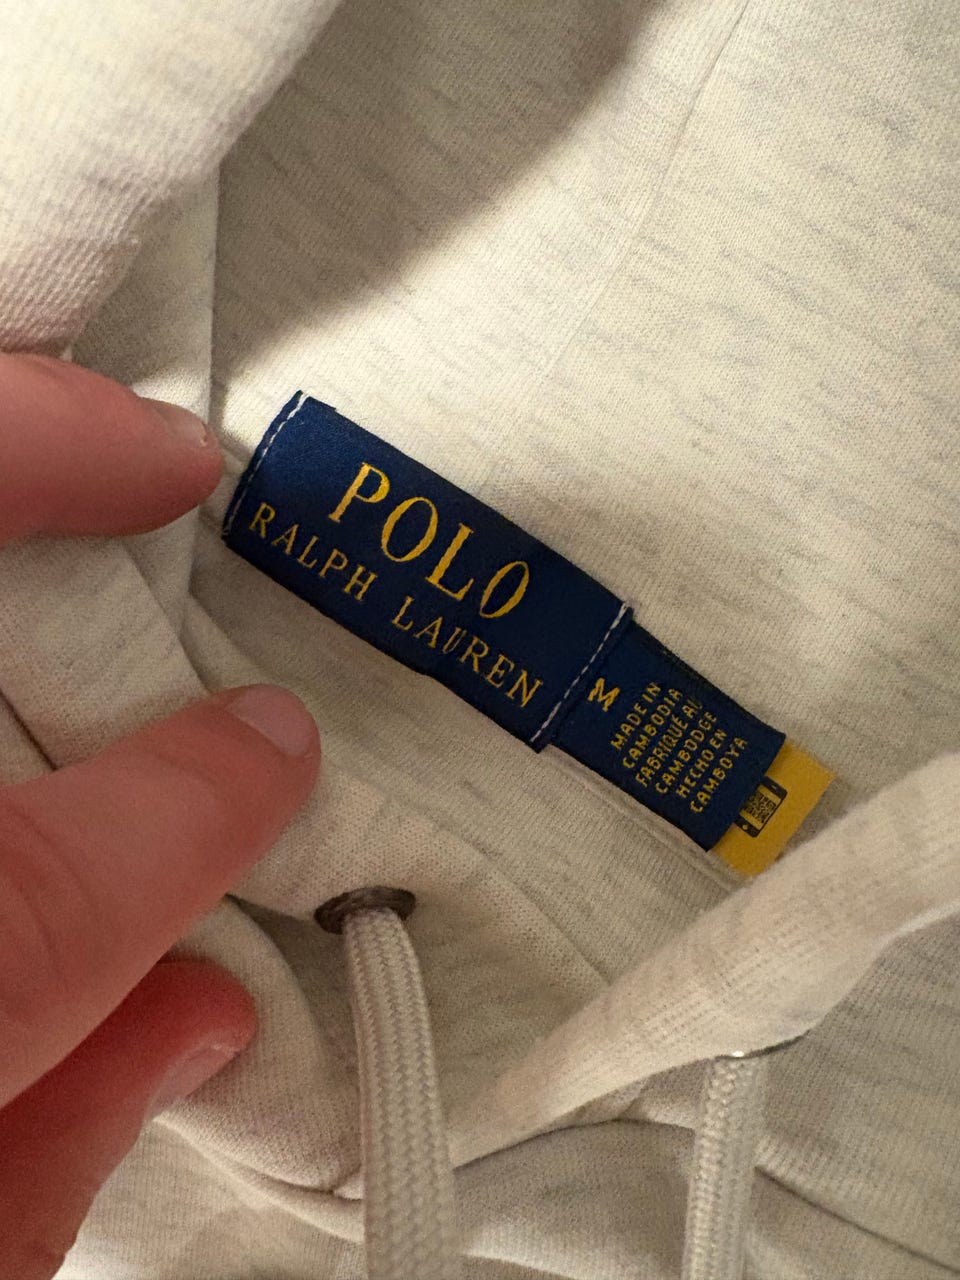 POLO
RALPH LAUREN
M
MADE IN
CAMBODIA
FABRIQUÉ AU
CAMBODGE
HECHO EN
CAMBOYA